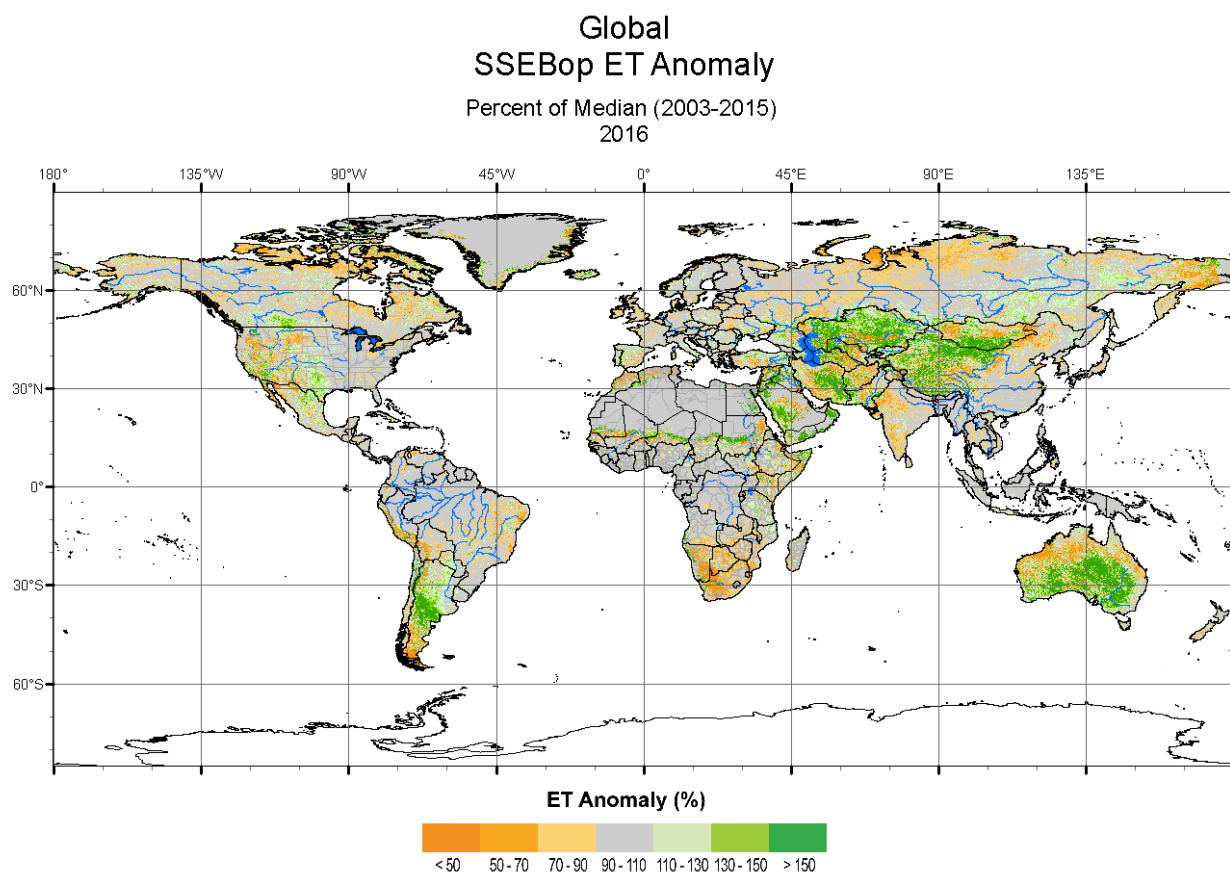 Global
SSEBop ET Anomaly
Percent of Median (2003-2015)
2016
180° 135°W 90°W 45°W 0° 45°E 90°E 135°E
60°N
30°N
0°
30°S
60°S
ET Anomaly (%)
< 50 50 - 70 70 - 90 90 - 110 110 - 130 130 - 150 > 150